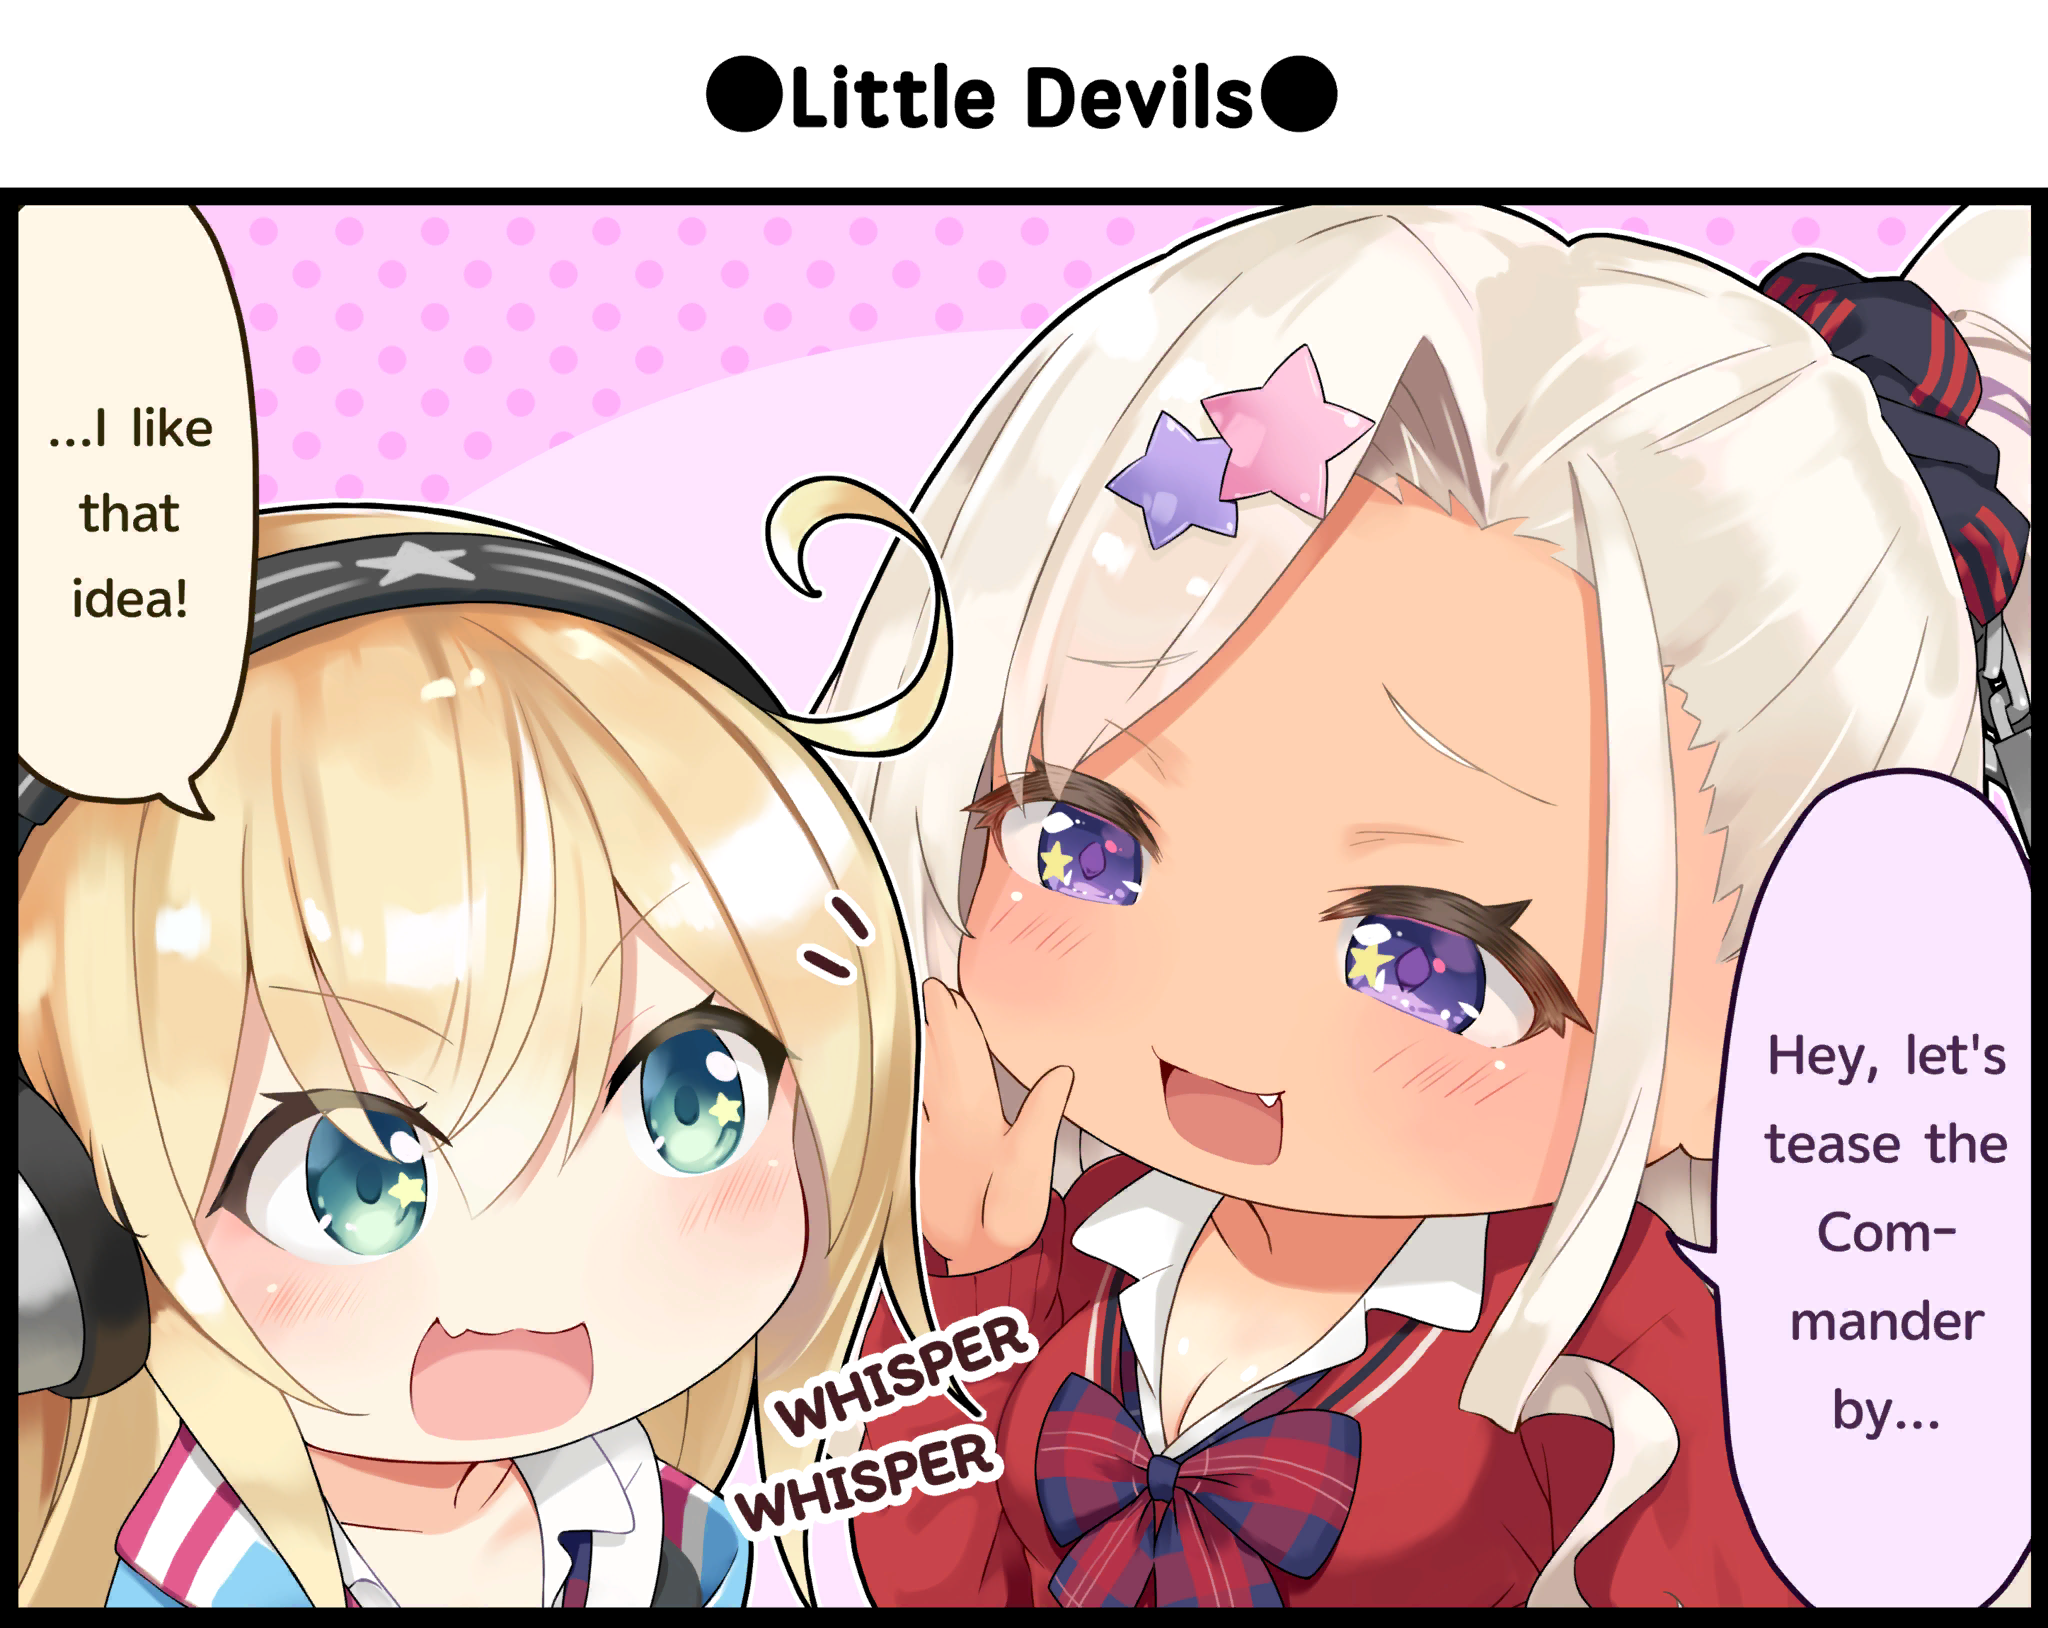 ●Little Devils●
Hey, let's
tease the
Com-
mander
by...
WHISPER
WHISPER
...I like
that
idea!